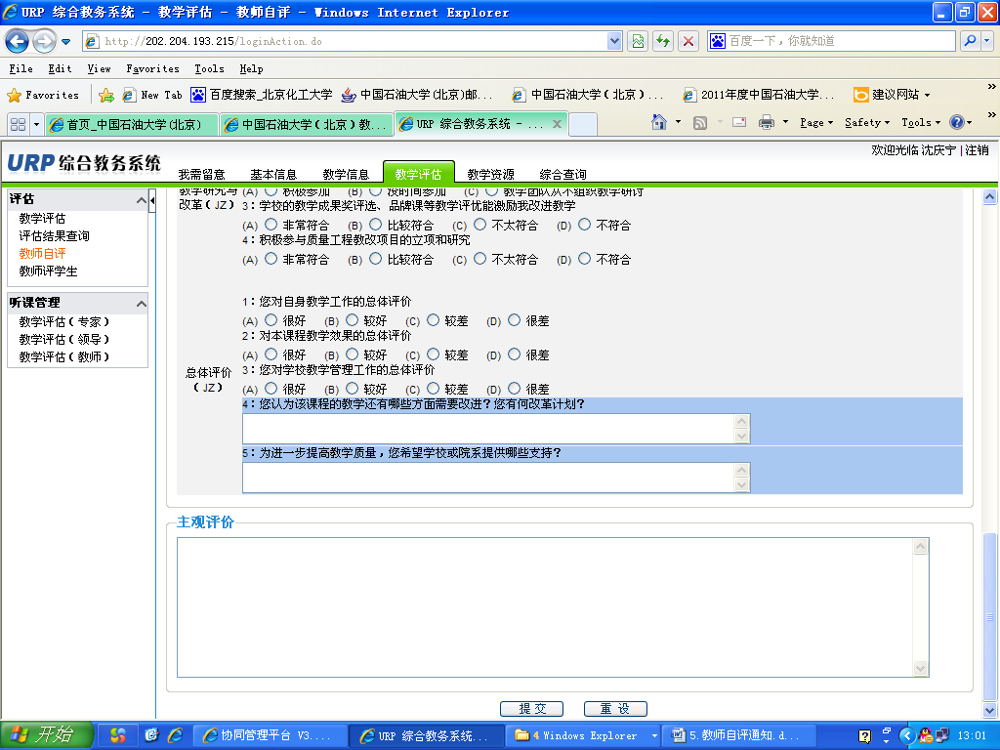 URP 综合教务系统 - 教学评估 - 教师自评 - Windows Internet Explorer
http://202.204.193.215/loginAction.do
百度一下，你就知道
File Edit View Favorites Tools Help
Favorites New Tab 百度搜索_北京化工大学 中国石油大学(北京)邮... 中国石油大学（北京）... 2011年度中国石油大学... 建议网站
首页_中国石油大学(北京) 中国石油大学（北京）教... URP 综合教务系统 - ... Page Safety Tools
欢迎光临 沈庆宁 | 注销
URP 综合教务系统
我需留意 基本信息 教学信息 教学评估 教学资源 综合查询
评估
教学评估
评估结果查询
教师自评
教师评学生
听课管理
教学评估（专家）
教学评估（领导）
教学评估（教师）
教学研究与
改革（JZ）
(A) 积极参加 (B) 没时间参加 (C) 教学团队从不组织教学研讨
3：学校的教学成果奖评选、品牌课等教学评优能激励我改进教学
(A) 非常符合 (B) 比较符合 (C) 不太符合 (D) 不符合
4：积极参与质量工程教改项目的立项和研究
(A) 非常符合 (B) 比较符合 (C) 不太符合 (D) 不符合
总体评价
（JZ）
1：您对自身教学工作的总体评价
(A) 很好 (B) 较好 (C) 较差 (D) 很差
2：对本课程教学效果的总体评价
(A) 很好 (B) 较好 (C) 较差 (D) 很差
3：您对学校教学管理工作的总体评价
(A) 很好 (B) 较好 (C) 较差 (D) 很差
4：您认为该课程的教学还有哪些方面需要改进？您有何改革计划？
5：为进一步提高教学质量，您希望学校或院系提供哪些支持？
主观评价
提 交 重 设
开始 协同管理平台 V3.... URP 综合教务系统... 4 Windows Explorer 5.教师自评通知.d... 13:01